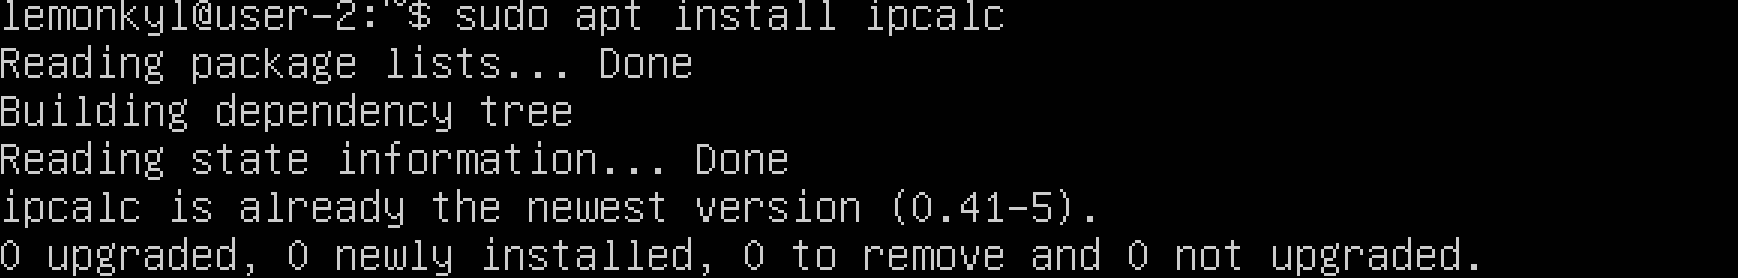 lemonkyl@user-2:~$ sudo apt install ipcalc
Reading package lists... Done
Building dependency tree
Reading state information... Done
ipcalc is already the newest version (0.41-5).
0 upgraded, 0 newly installed, 0 to remove and 0 not upgraded.